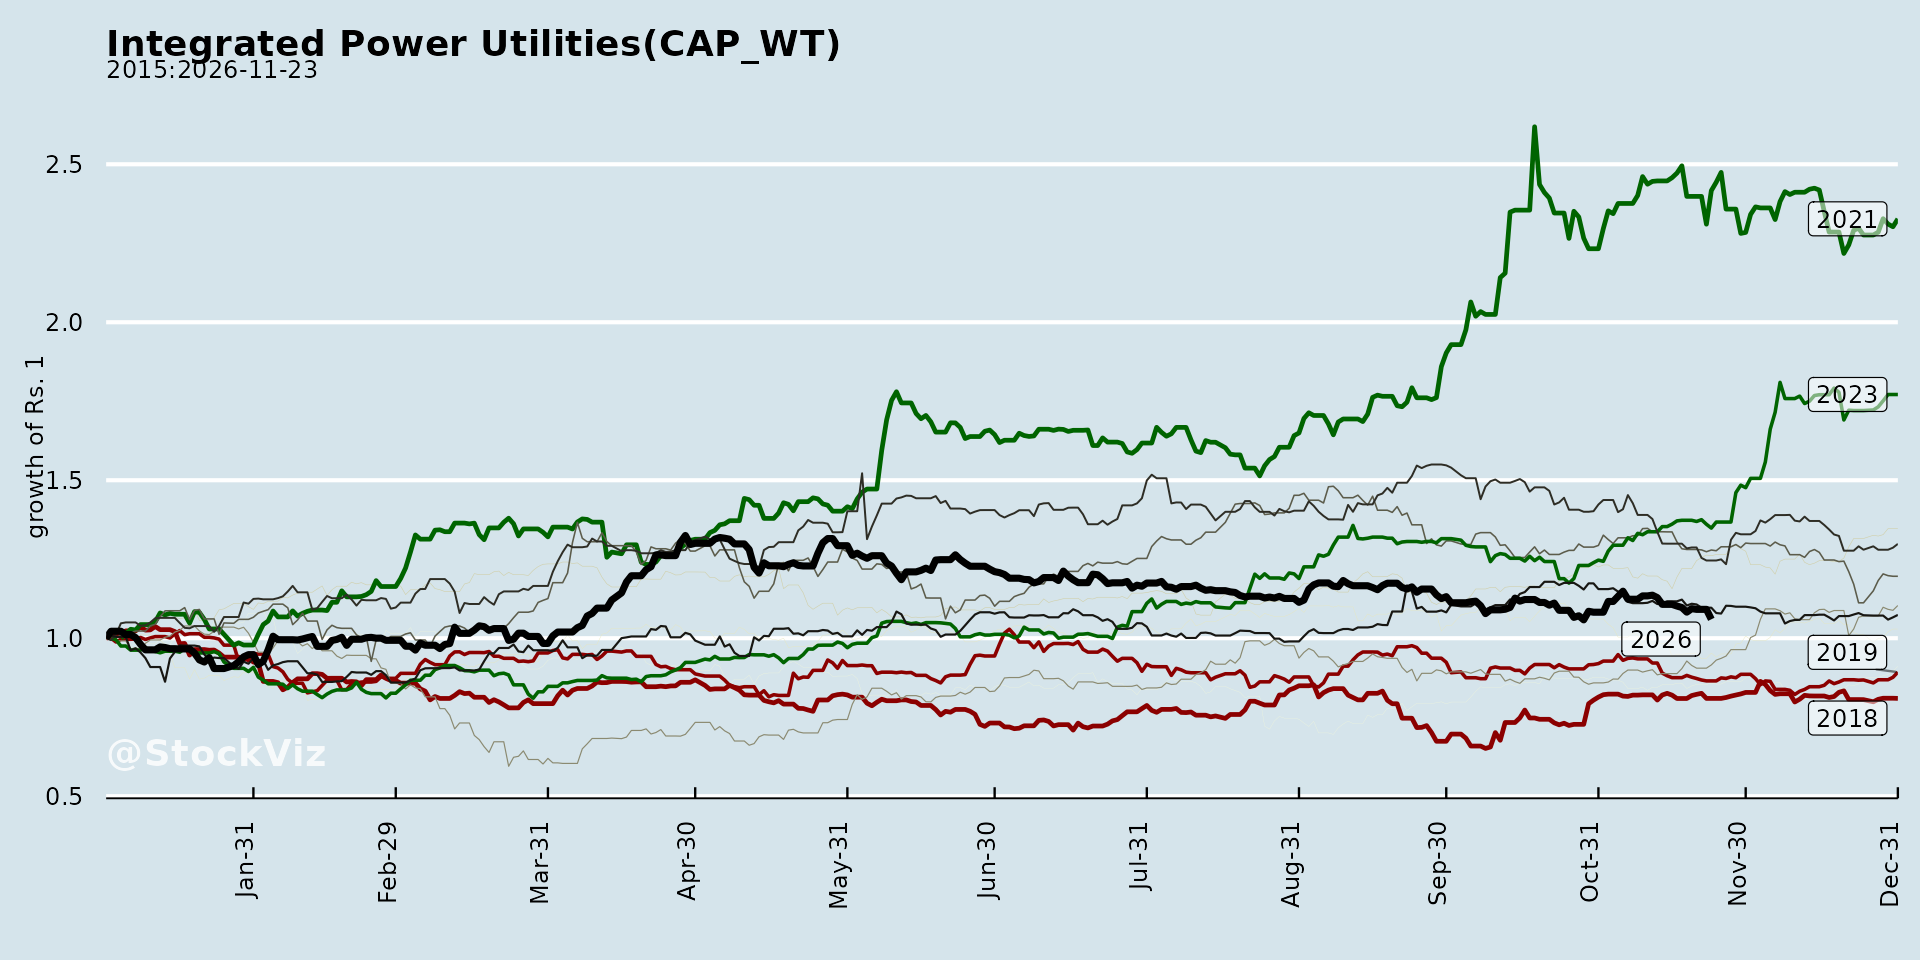 Integrated Power Utilities(CAP_WT)
2015:2026-11-23
growth of Rs. 1
2.5
2.0
1.5
1.0
0.5
2021
2023
2026
2019
2018
@StockViz
Jan-31
Feb-29
Mar-31
Apr-30
May-31
Jun-30
Jul-31
Aug-31
Sep-30
Oct-31
Nov-30
Dec-31